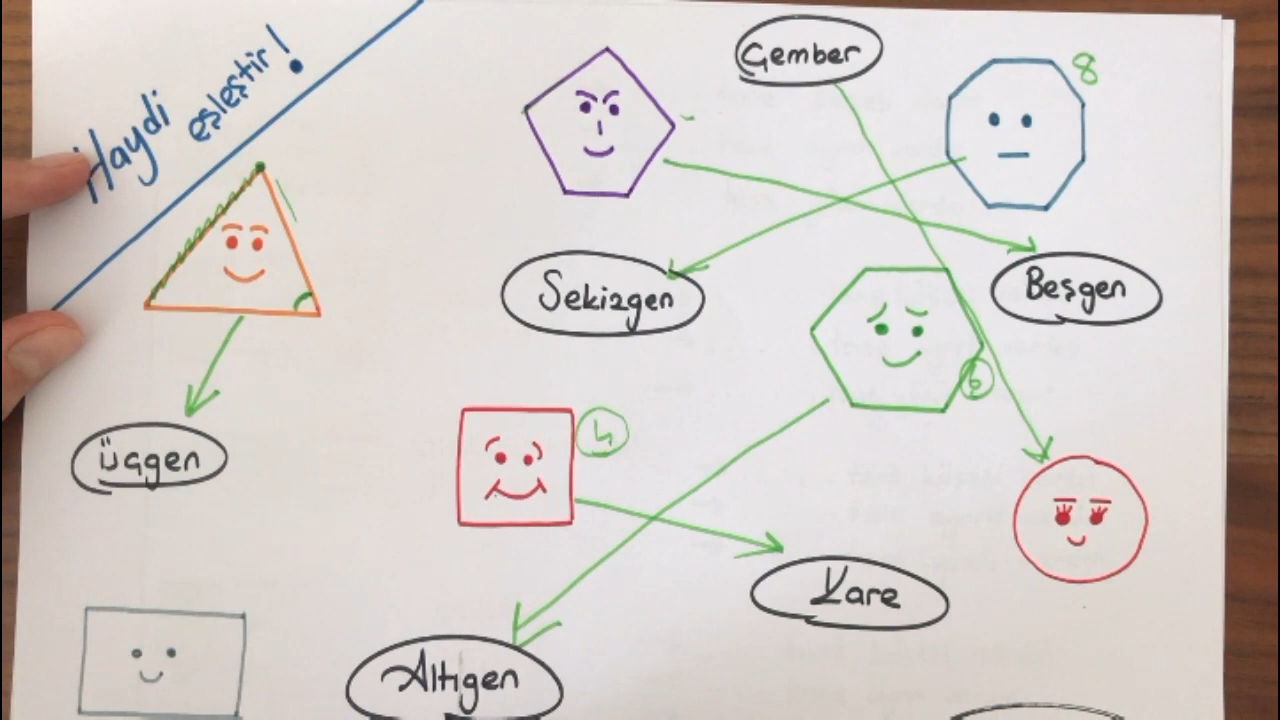 Haydi
eşleştir!
Çember
8
Sekizgen
Beşgen
6
üçgen
4
Kare
Altıgen